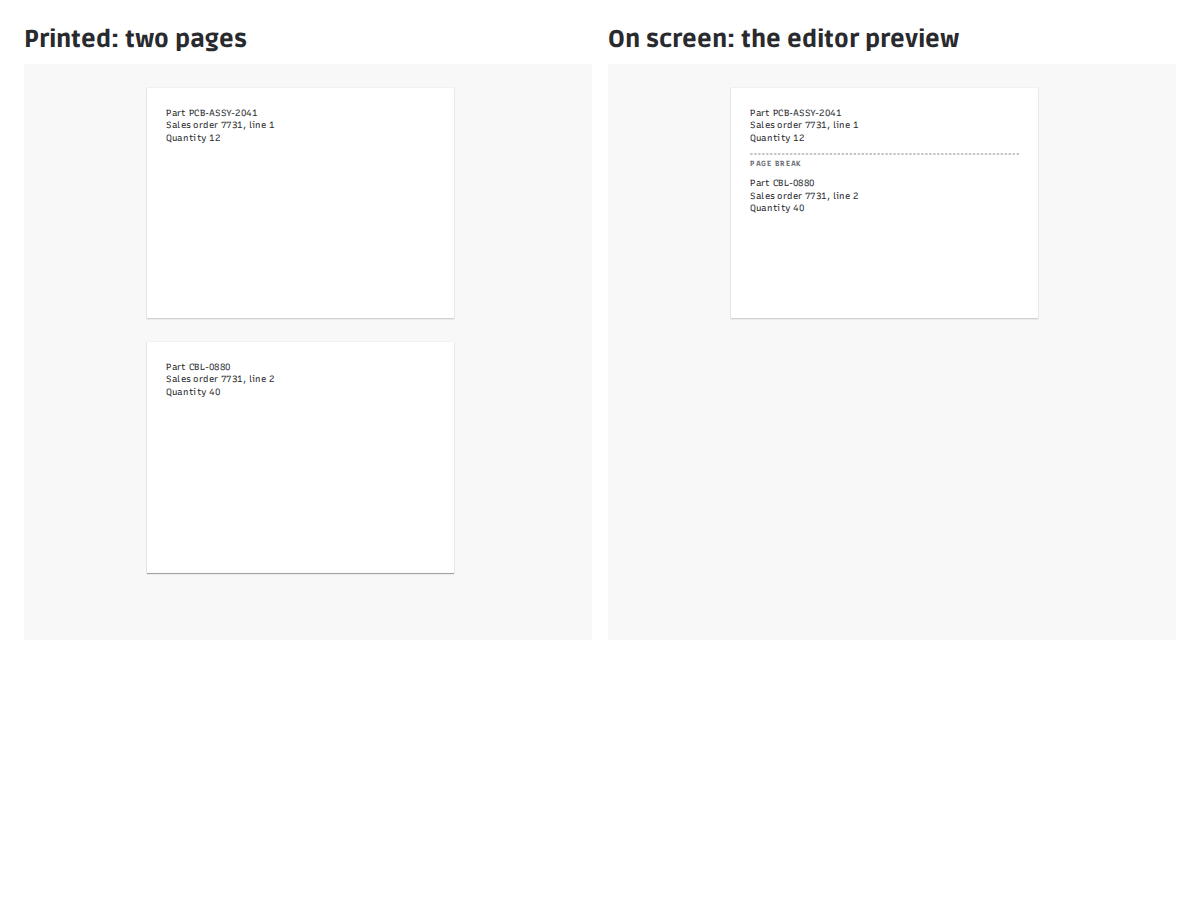 Printed: two pages
Part PCB-ASSY-2041
Sales order 7731, line 1
Quantity 12
Part CBL-0880
Sales order 7731, line 2
Quantity 40
On screen: the editor preview
Part PCB-ASSY-2041
Sales order 7731, line 1
Quantity 12
PAGE BREAK
Part CBL-0880
Sales order 7731, line 2
Quantity 40